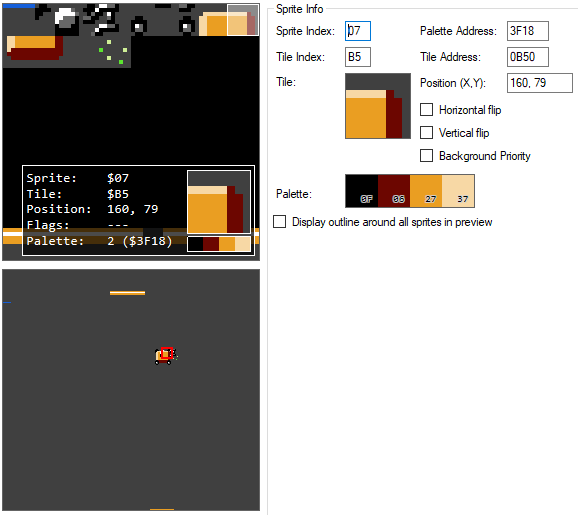 Sprite Info
Sprite Index: 07 Palette Address: 3F18
Tile Index: B5 Tile Address: 0B50
Tile: Position (X,Y): 160, 79
Horizontal flip
Vertical flip
Background Priority
Palette: 0F 05 27 37
Display outline around all sprites in preview
Sprite: $07
Tile: $B5
Position: 160, 79
Flags: ---
Palette: 2 ($3F18)